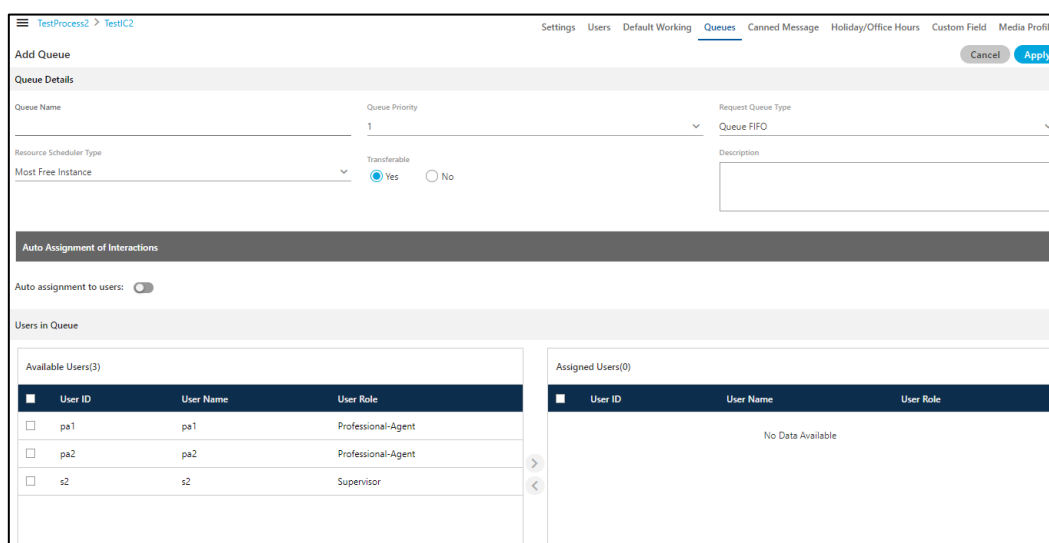 TestProcess2 > TestIC2
Settings Users Default Working Queues Canned Message Holiday/Office Hours Custom Field Media Profil
Add Queue
Cancel Apply
Queue Details
Queue Name Queue Priority Request Queue Type
1 Queue FIFO
Resource Scheduler Type Transferable Description
Most Free Instance Yes No
Auto Assignment of Interactions
Auto assignment to users:
Users in Queue
Available Users(3) Assigned Users(0)
User ID User Name User Role User ID User Name User Role
pa1 pa1 Professional-Agent
No Data Available
pa2 pa2 Professional-Agent
s2 s2 Supervisor